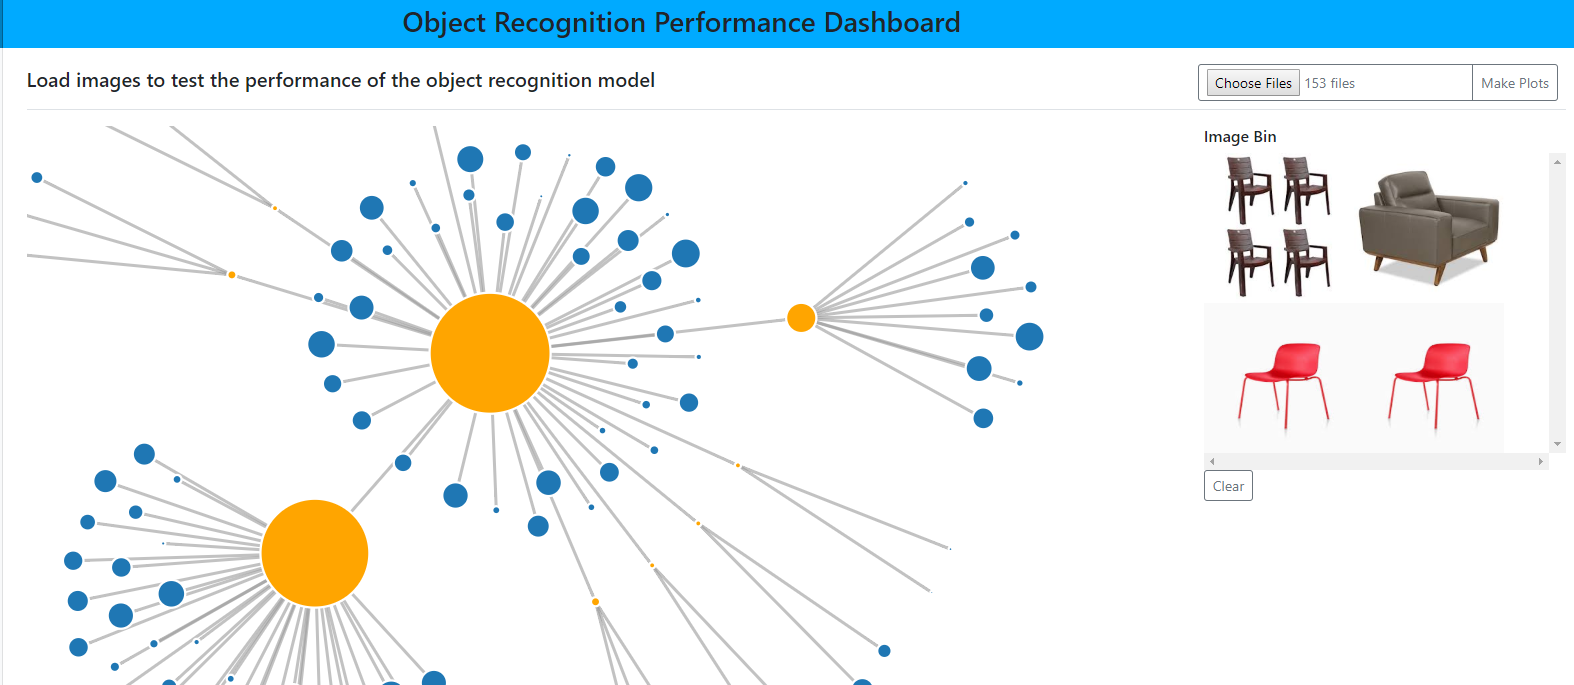 Object Recognition Performance Dashboard
Load images to test the performance of the object recognition model
Choose Files 153 files Make Plots
Image Bin
Clear